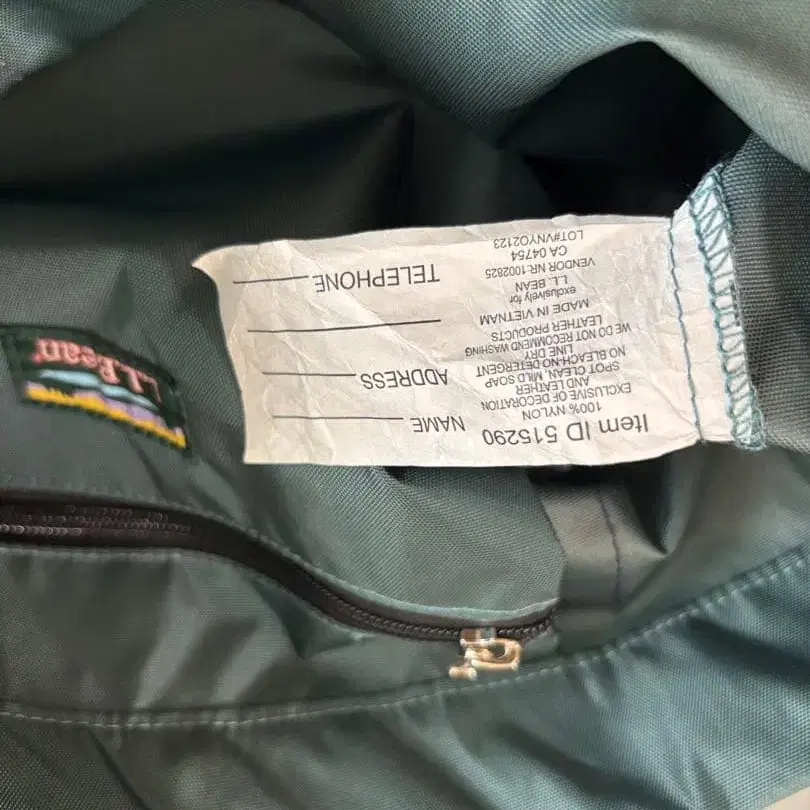 Item ID 515290
100% NYLON
EXCLUSIVE OF DECORATION
AND LEATHER
SPOT CLEAN, MILD SOAP
NO BLEACH-NO DETERGENT
LINE DRY
WE DO NOT RECOMMEND WASHING
LEATHER PRODUCTS
MADE IN VIETNAM
exclusively for
L.L. BEAN
VENDOR NR:1002825
CA 04754
LOT#VNYO2123
NAME
ADDRESS
TELEPHONE
L.L.Bean